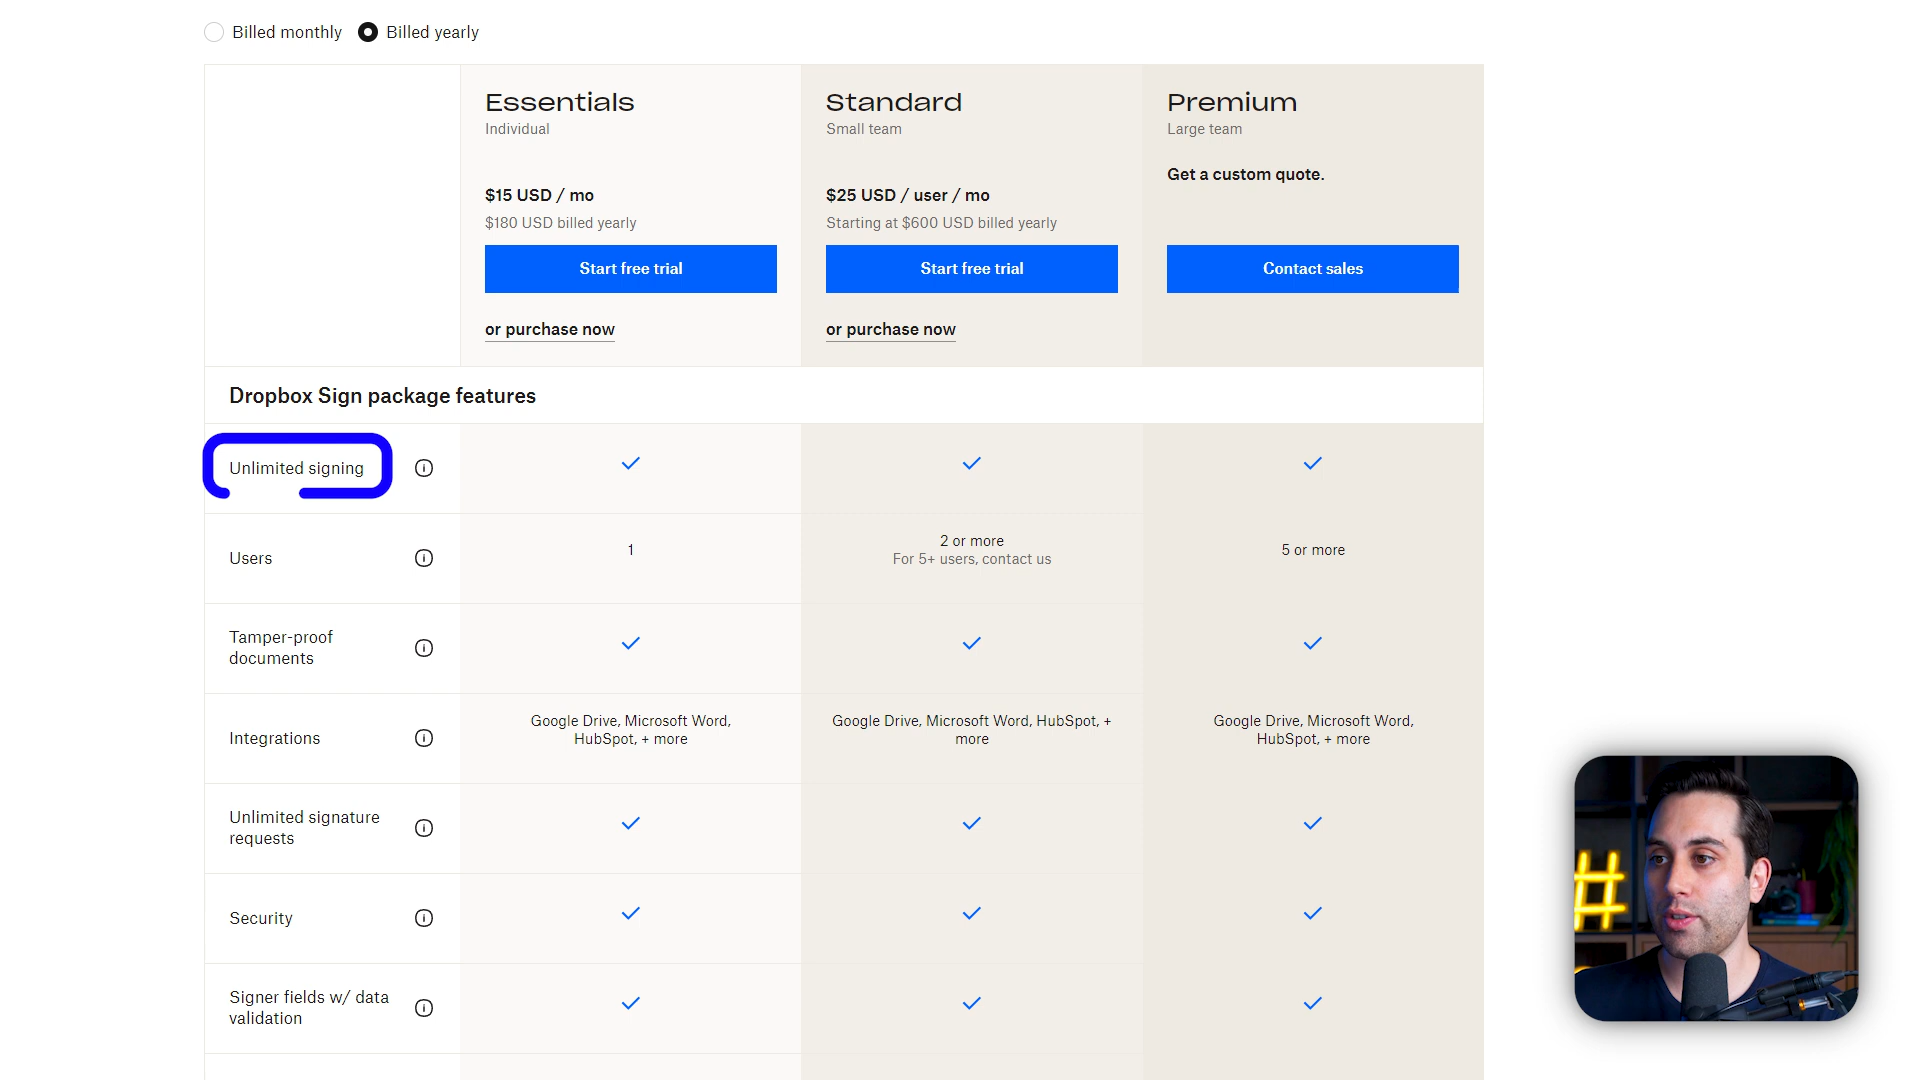 Billed monthly Billed yearly
Essentials
Individual
$15 USD / mo
$180 USD billed yearly
Start free trial
or purchase now
Standard
Small team
$25 USD / user / mo
Starting at $600 USD billed yearly
Start free trial
or purchase now
Premium
Large team
Get a custom quote.
Contact sales
Dropbox Sign package features
Unlimited signing
Users
1
2 or more
For 5+ users, contact us
5 or more
Tamper-proof
documents
Integrations
Google Drive, Microsoft Word,
HubSpot, + more
Google Drive, Microsoft Word, HubSpot, +
more
Google Drive, Microsoft Word,
HubSpot, + more
Unlimited signature
requests
Security
Signer fields w/ data
validation
#